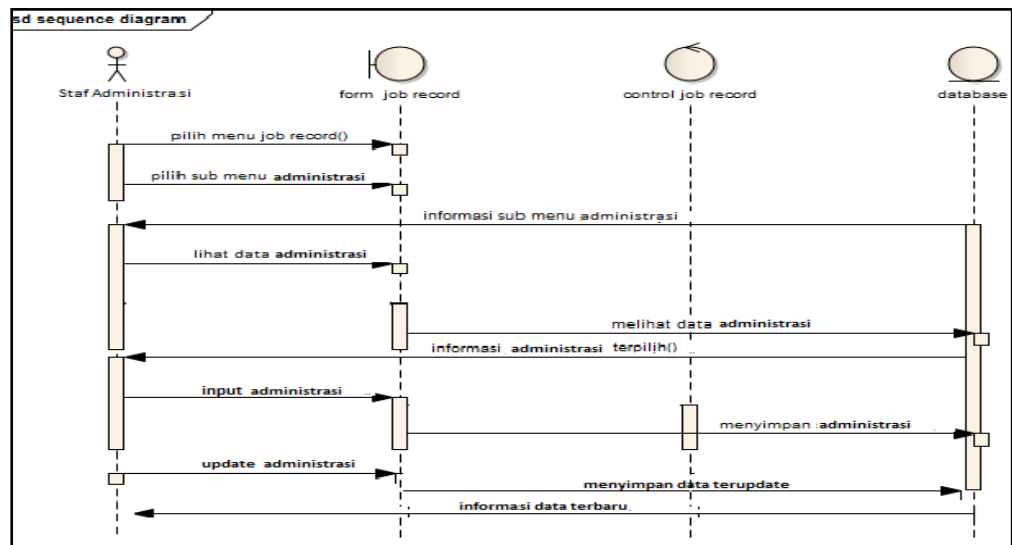 sd sequence diagram
Staf Administrasi
form job record
control job record
database
pilih menu job record()
pilih sub menu administrasi
informasi sub menu administrasi
lihat data administrasi
melihat data administrasi
informasi administrasi terpilih()
input administrasi
menyimpan administrasi
update administrasi
menyimpan data terupdate
informasi data terbaru